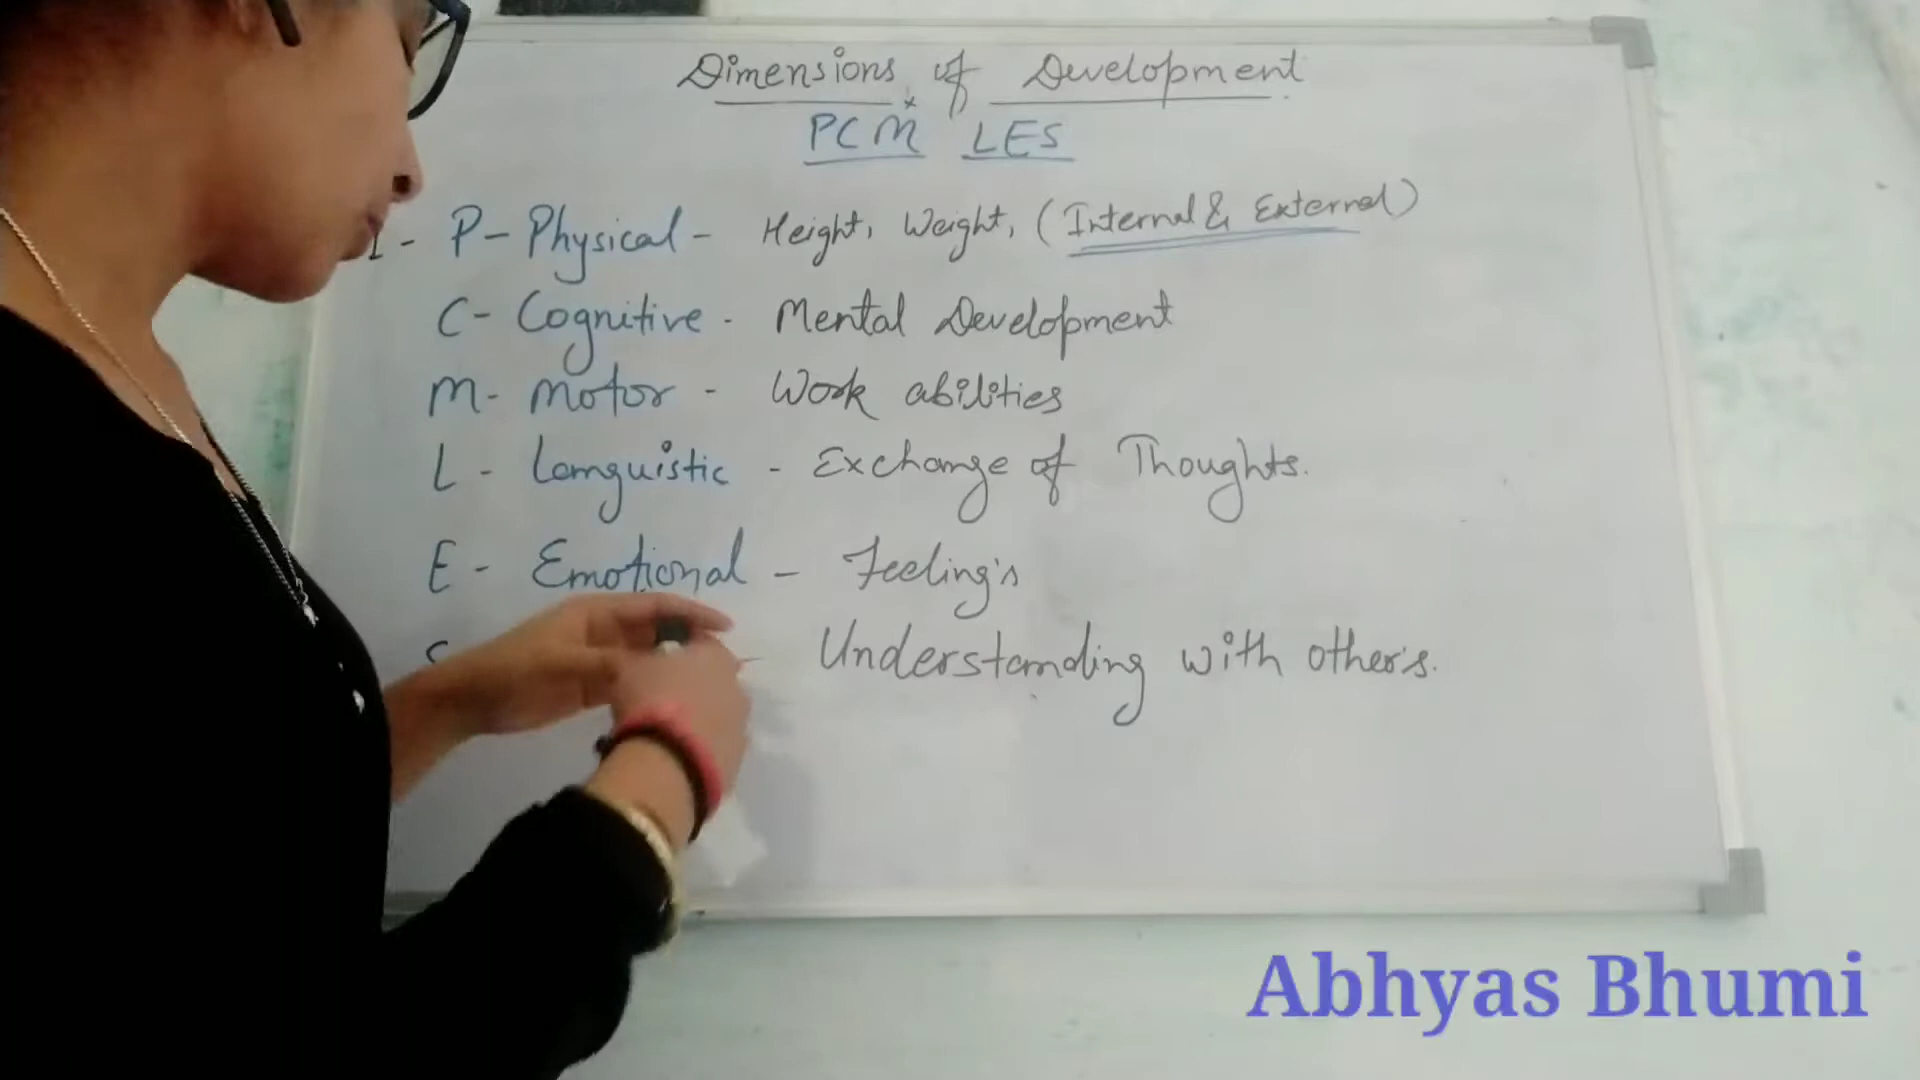 Dimensions of Development
PCM LES
1 - P - Physical - Height, Weight, (Internal & External)
C - Cognitive - Mental Development
M - Motor - Work abilities
L - Languistic - Exchange of Thoughts.
E - Emotional - Feeling's
S - Understanding with other's.
Abhyas Bhumi